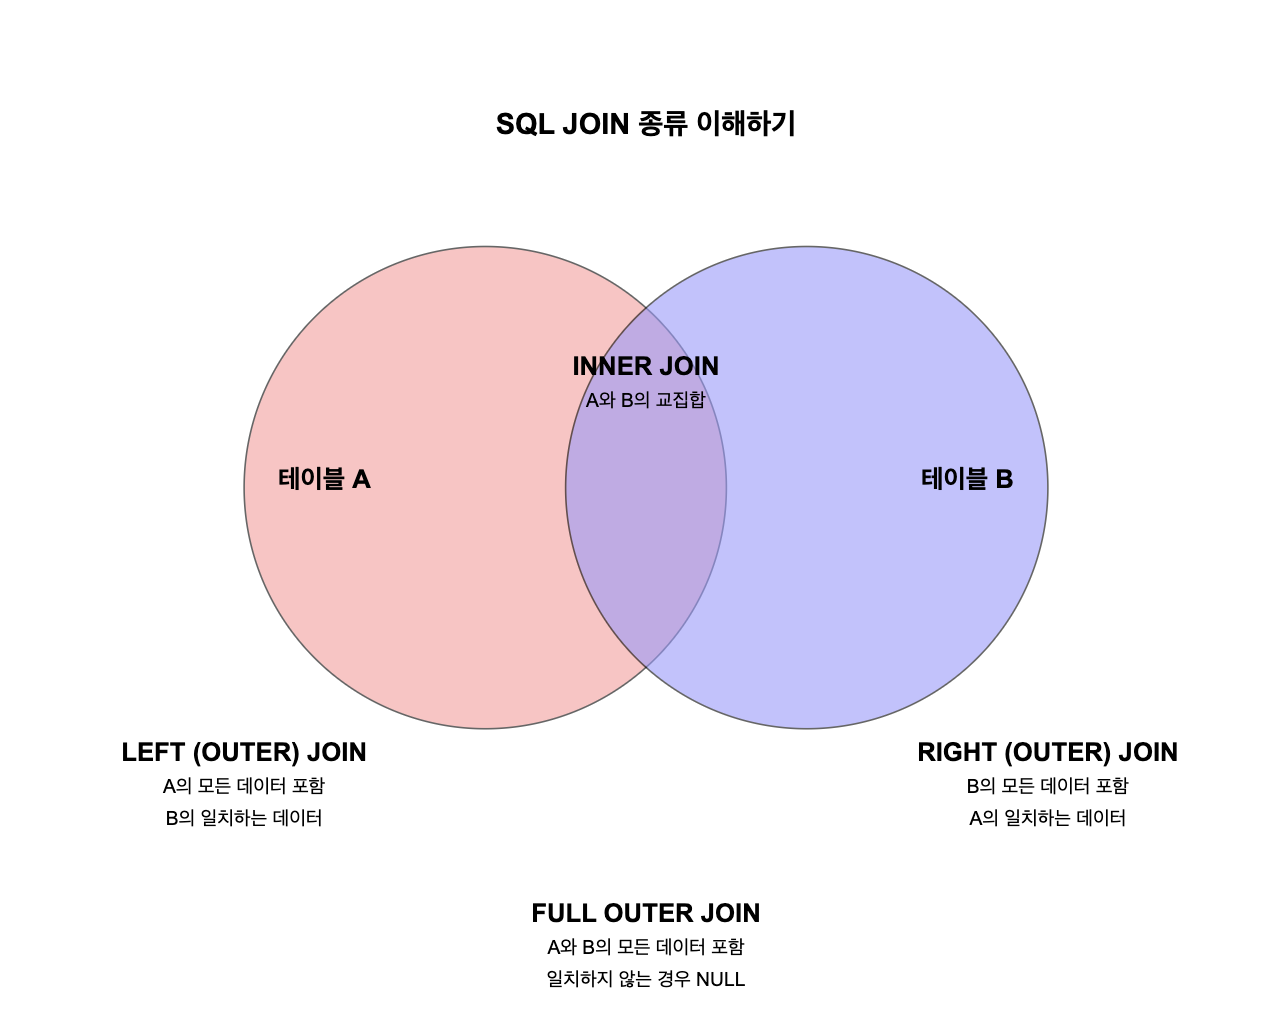 SQL JOIN 종류 이해하기
INNER JOIN
A와 B의 교집합
테이블 A
테이블 B
LEFT (OUTER) JOIN
A의 모든 데이터 포함
B의 일치하는 데이터
RIGHT (OUTER) JOIN
B의 모든 데이터 포함
A의 일치하는 데이터
FULL OUTER JOIN
A와 B의 모든 데이터 포함
일치하지 않는 경우 NULL